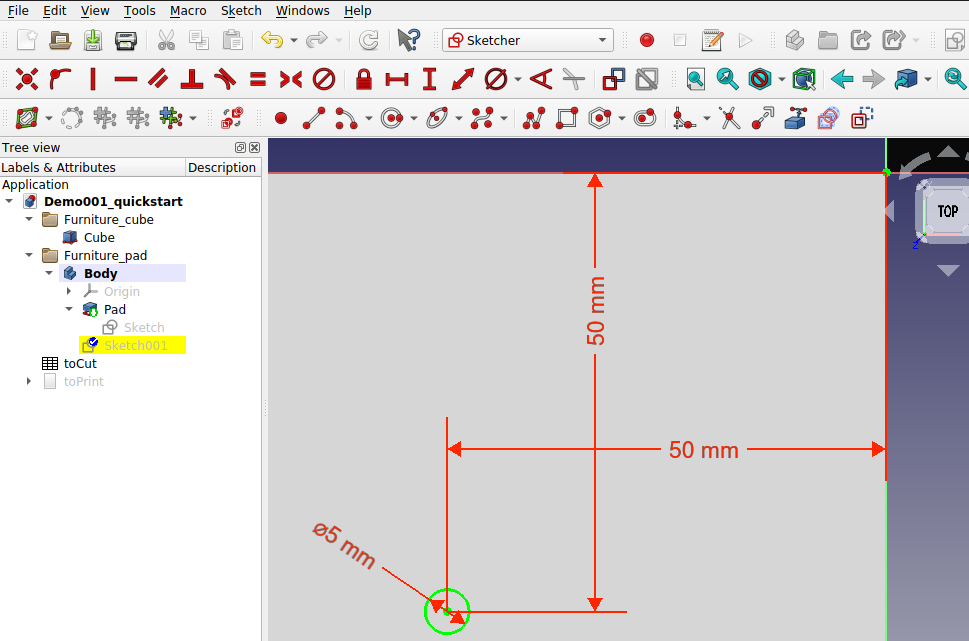 File Edit View Tools Macro Sketch Windows Help
Sketcher
Tree view
Labels & Attributes Description
Application
Demo001_quickstart
Furniture_cube
Cube
Furniture_pad
Body
Origin
Pad
Sketch
Sketch001
toCut
toPrint
TOP
Z
50 mm
50 mm
⌀5 mm